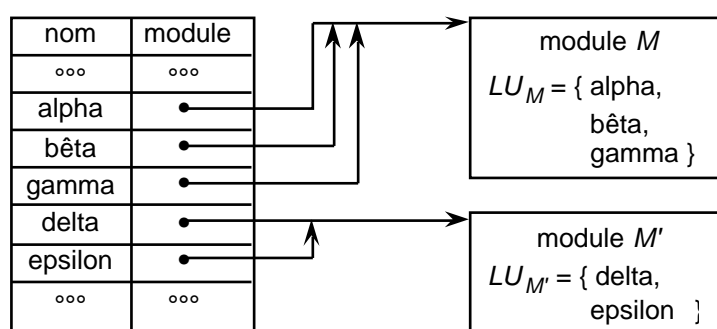 nom module
°°° °°°
alpha
bêta
gamma
delta
epsilon
°°° °°°
module M
LU_M = { alpha,
bêta,
gamma }
module M'
LU_M' = { delta,
epsilon }